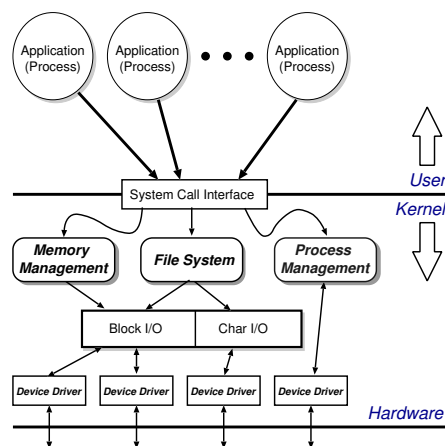 Application
(Process)
Application
(Process)
Application
(Process)
User
System Call Interface
Kernel
Memory
Management
File System
Process
Management
Block I/O
Char I/O
Device Driver
Device Driver
Device Driver
Device Driver
Hardware